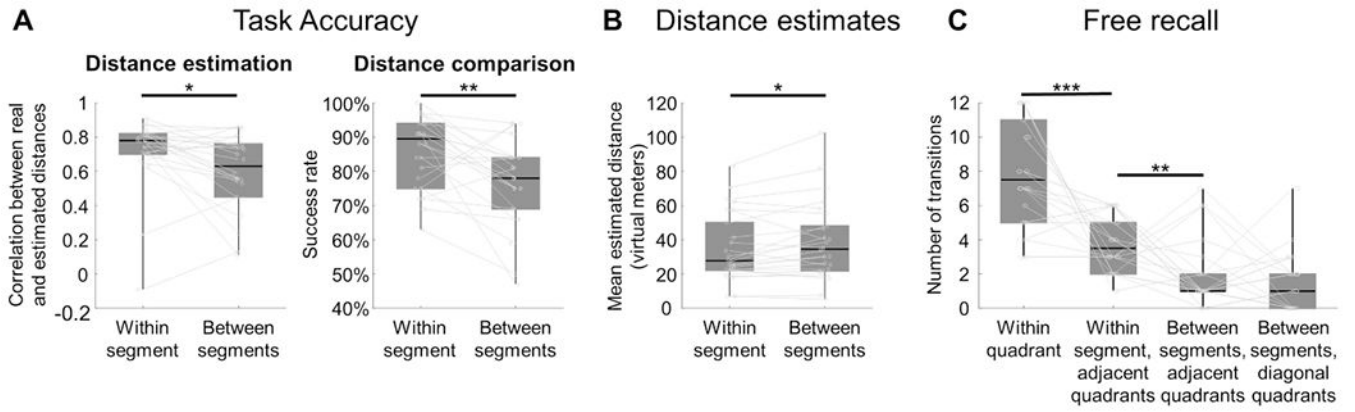 A Task Accuracy
Distance estimation
*
Correlation between real
and estimated distances
1
0.8
0.6
0.4
0.2
0
-0.2
Within
segment
Between
segments
Distance comparison
**
Success rate
100%
90%
80%
70%
60%
50%
40%
Within
segment
Between
segments
B Distance estimates
*
Mean estimated distance
(virtual meters)
120
100
80
60
40
20
0
Within
segment
Between
segments
C Free recall
***
**
Number of transitions
12
10
8
6
4
2
0
Within
quadrant
Within
segment,
adjacent
quadrants
Between
segments,
adjacent
quadrants
Between
segments,
diagonal
quadrants